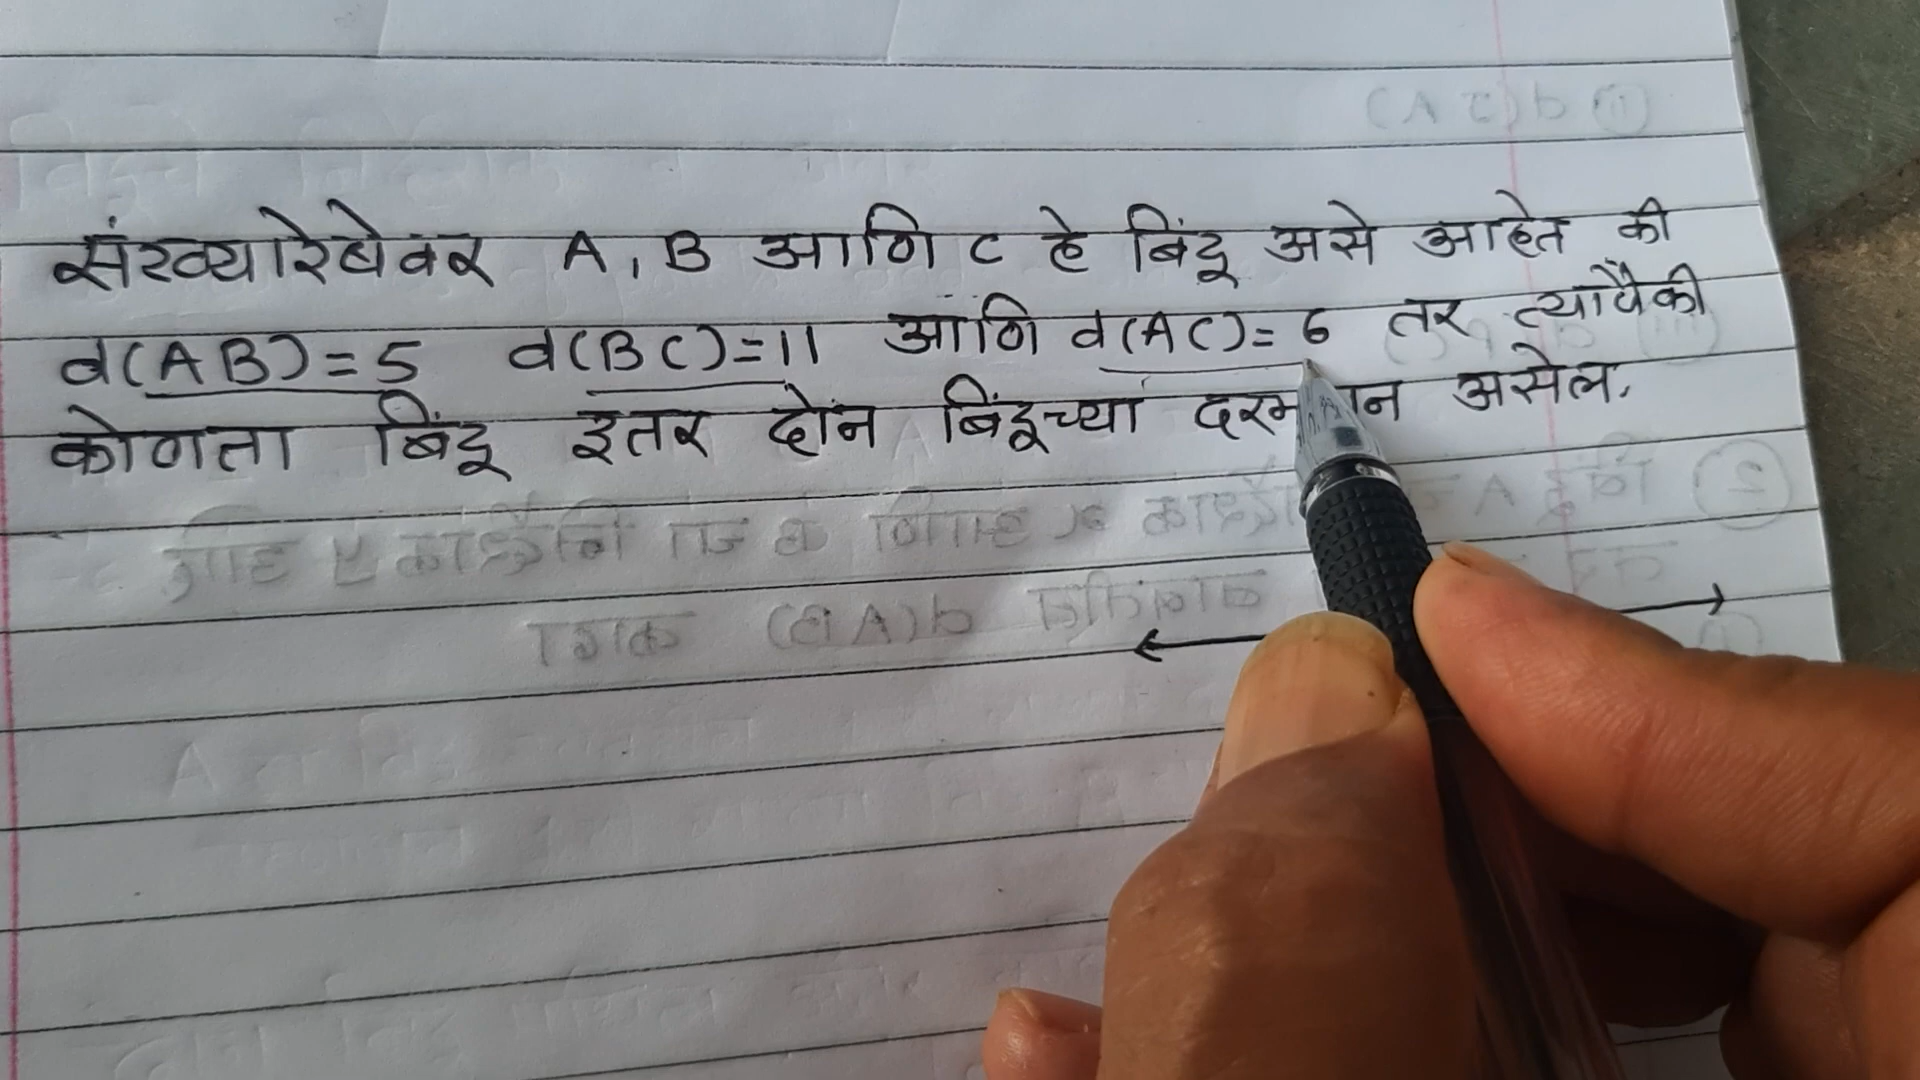 संख्यारेषेवर A, B आणि C हे बिंदू असे आहेत की
d(AB)=5 d(BC)=11 आणि d(AC)=6 तर त्यांपैकी
कोणता बिंदू इतर दोन बिंदूच्या दरम्यान असेल.